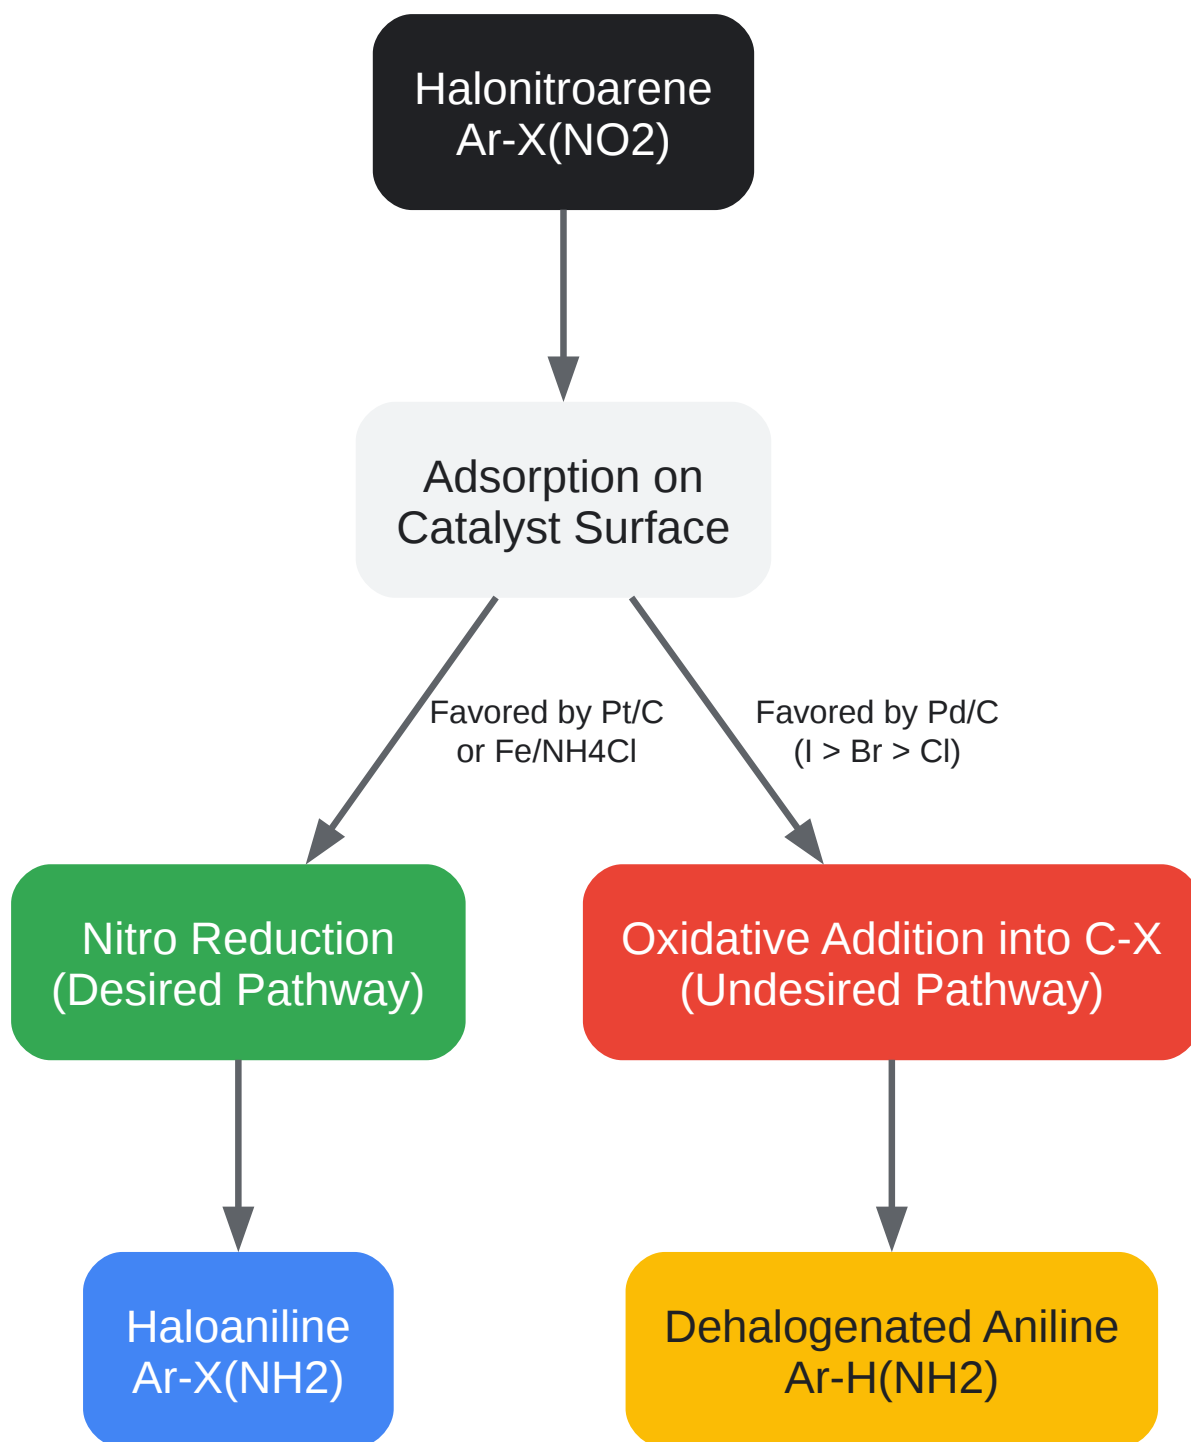 Halonitroarene
Ar-X(NO2)
Adsorption on
Catalyst Surface
Favored by Pt/C
or Fe/NH4Cl
Favored by Pd/C
(I > Br > Cl)
Nitro Reduction
(Desired Pathway)
Oxidative Addition into C-X
(Undesired Pathway)
Haloaniline
Ar-X(NH2)
Dehalogenated Aniline
Ar-H(NH2)